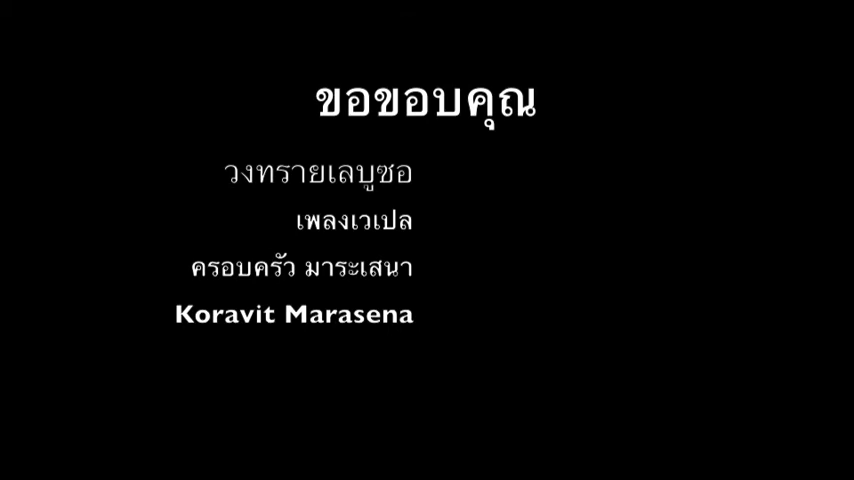 ขอขอบคุณ
วงทรายเลบูซอ
เพลงเวเปล
ครอบครัว มาระเสนา
Koravit Marasena